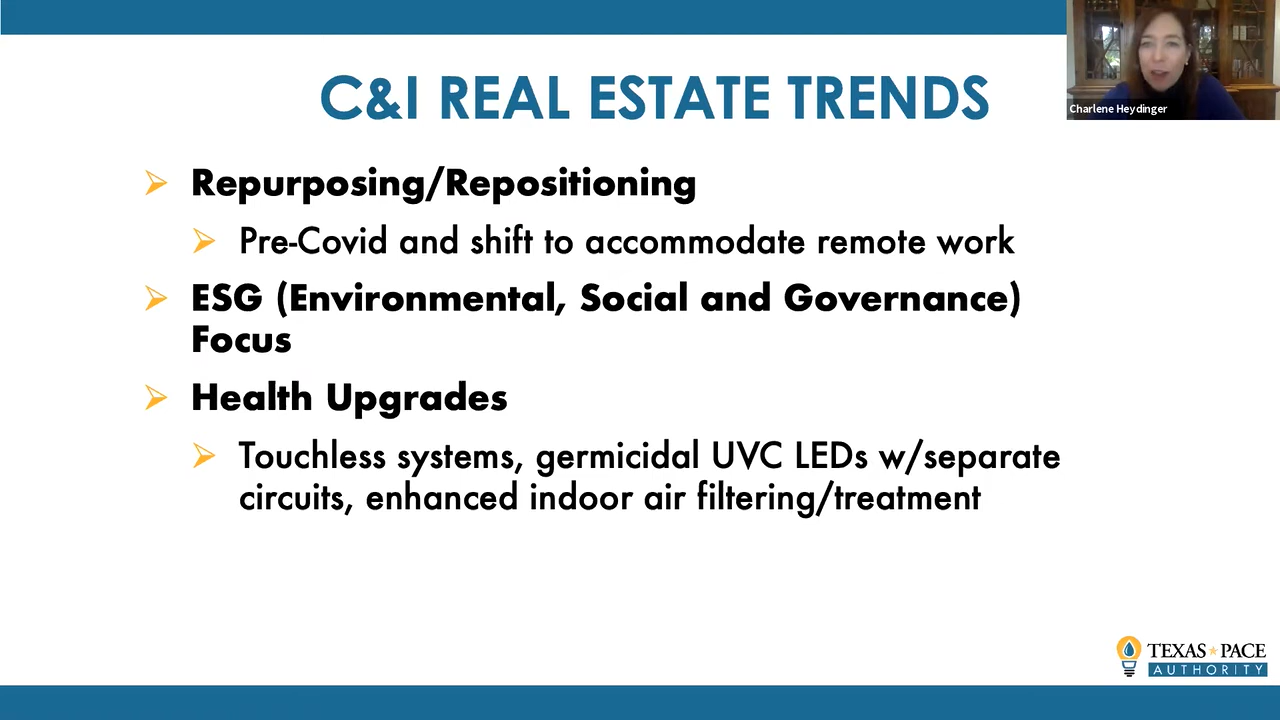 C&I REAL ESTATE TRENDS
Charlene Heydinger
Repurposing/Repositioning
Pre-Covid and shift to accommodate remote work
ESG (Environmental, Social and Governance)
Focus
Health Upgrades
Touchless systems, germicidal UVC LEDs w/separate
circuits, enhanced indoor air filtering/treatment
TEXAS PACE
AUTHORITY